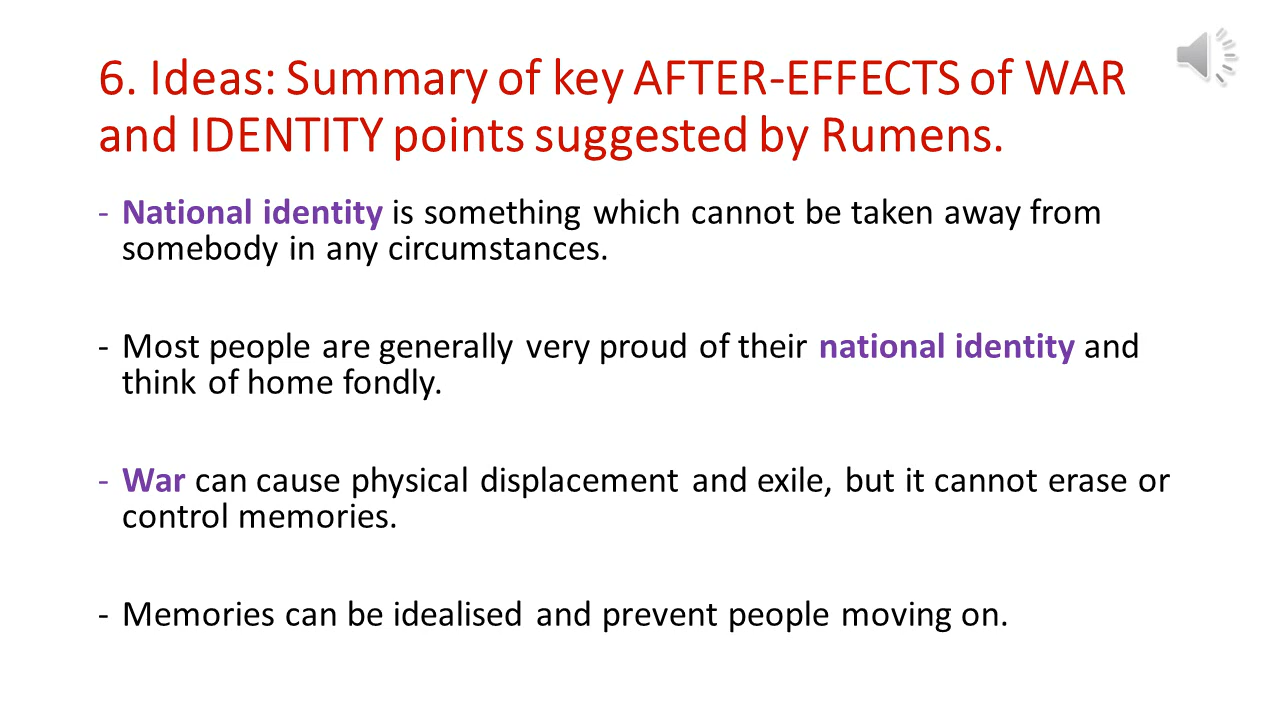 6. Ideas: Summary of key AFTER-EFFECTS of WAR
and IDENTITY points suggested by Rumens.
- National identity is something which cannot be taken away from
somebody in any circumstances.
- Most people are generally very proud of their national identity and
think of home fondly.
- War can cause physical displacement and exile, but it cannot erase or
control memories.
- Memories can be idealised and prevent people moving on.